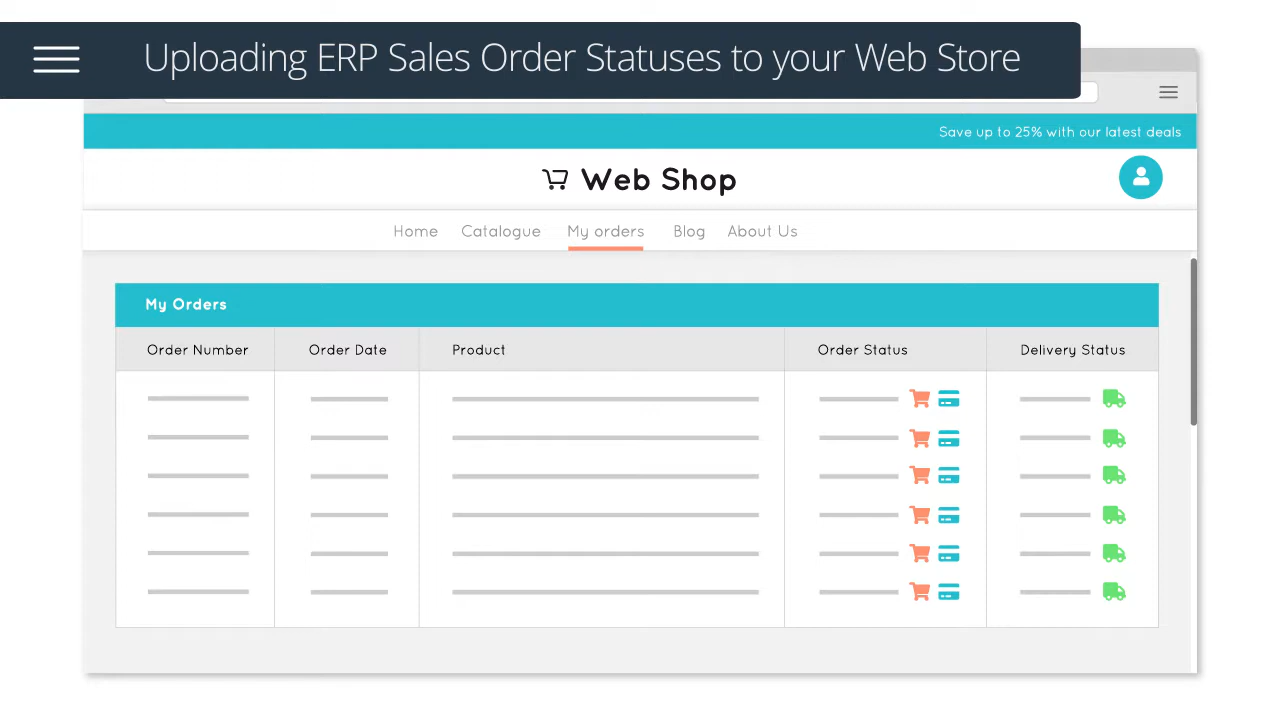 Uploading ERP Sales Order Statuses to your Web Store
Save up to 25% with our latest deals
Web Shop
Home Catalogue My orders Blog About Us
My Orders
Order Number Order Date Product Order Status Delivery Status